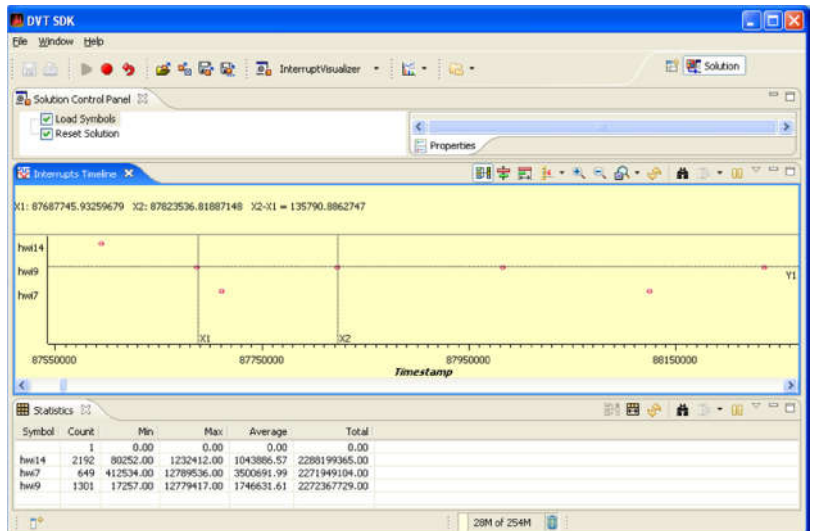 DVT SDK
File Window Help
InterruptVisualizer
Solution
Solution Control Panel
Load Symbols
Reset Solution
Properties
Interrupts Timeline
X1: 87687745.93259679 X2: 87823536.81887148 X2-X1 = 135790.8862747
hwi14
hwi9
Y1
hwi7
X1 X2
87550000 87750000 87950000 88150000
Timestamp
Statistics
Symbol Count Min Max Average Total
1 0.00 0.00 0.00 0.00
hwi14 2192 80252.00 1232412.00 1043886.57 2288199365.00
hwi7 649 412534.00 12789536.00 3500691.99 2271949104.00
hwi9 1301 17257.00 12779417.00 1746631.61 2272367729.00
28M of 254M